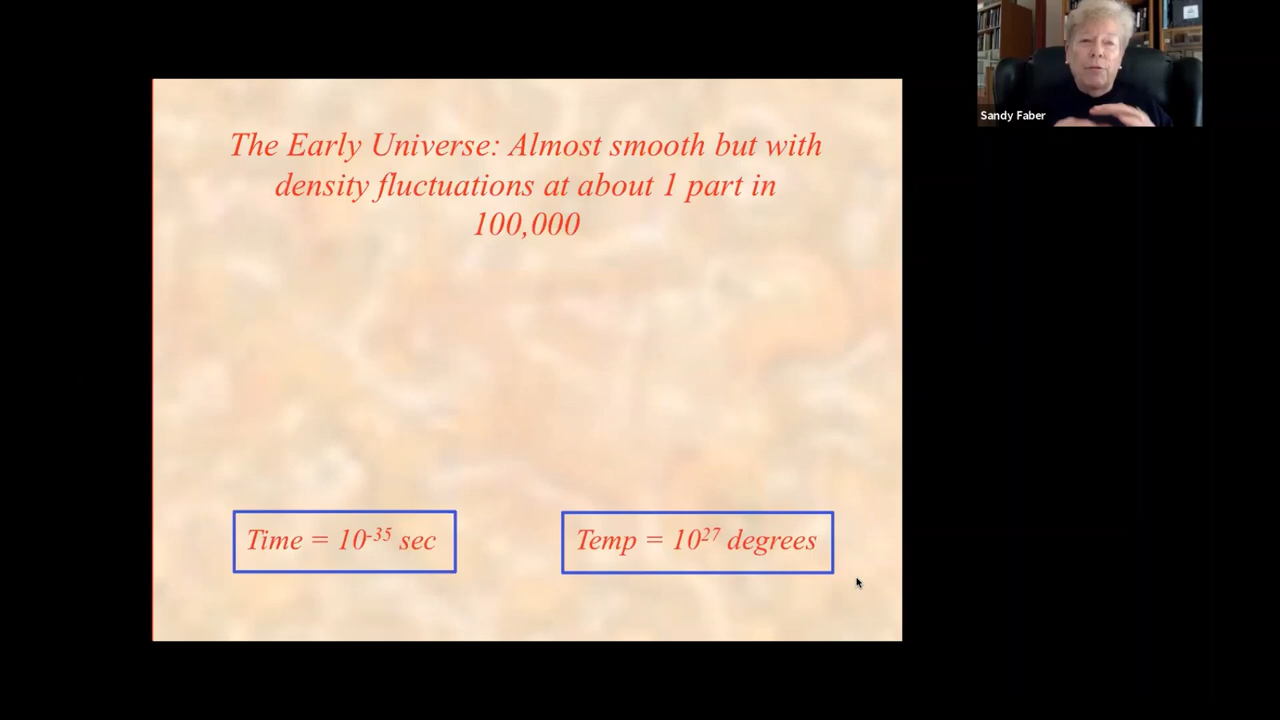 The Early Universe: Almost smooth but with
density fluctuations at about 1 part in
100,000
Time = 10⁻³⁵ sec
Temp = 10²⁷ degrees
Sandy Faber